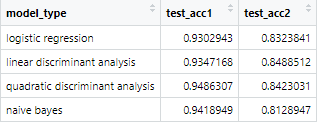 model_type test_acc1 test_acc2
logistic regression 0.9302943 0.8323841
linear discriminant analysis 0.9347168 0.8488512
quadratic discriminant analysis 0.9486307 0.8423031
naive bayes 0.9418949 0.8128947